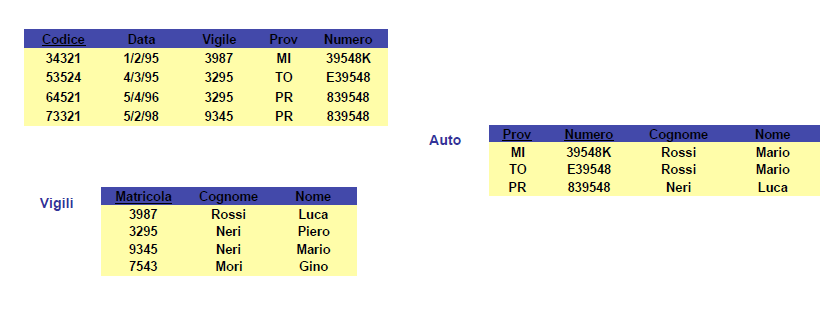 Codice Data Vigile Prov Numero
34321 1/2/95 3987 MI 39548K
53524 4/3/95 3295 TO E39548
64521 5/4/96 3295 PR 839548
73321 5/2/98 9345 PR 839548
Auto
Prov Numero Cognome Nome
MI 39548K Rossi Mario
TO E39548 Rossi Mario
PR 839548 Neri Luca
Vigili
Matricola Cognome Nome
3987 Rossi Luca
3295 Neri Piero
9345 Neri Mario
7543 Mori Gino